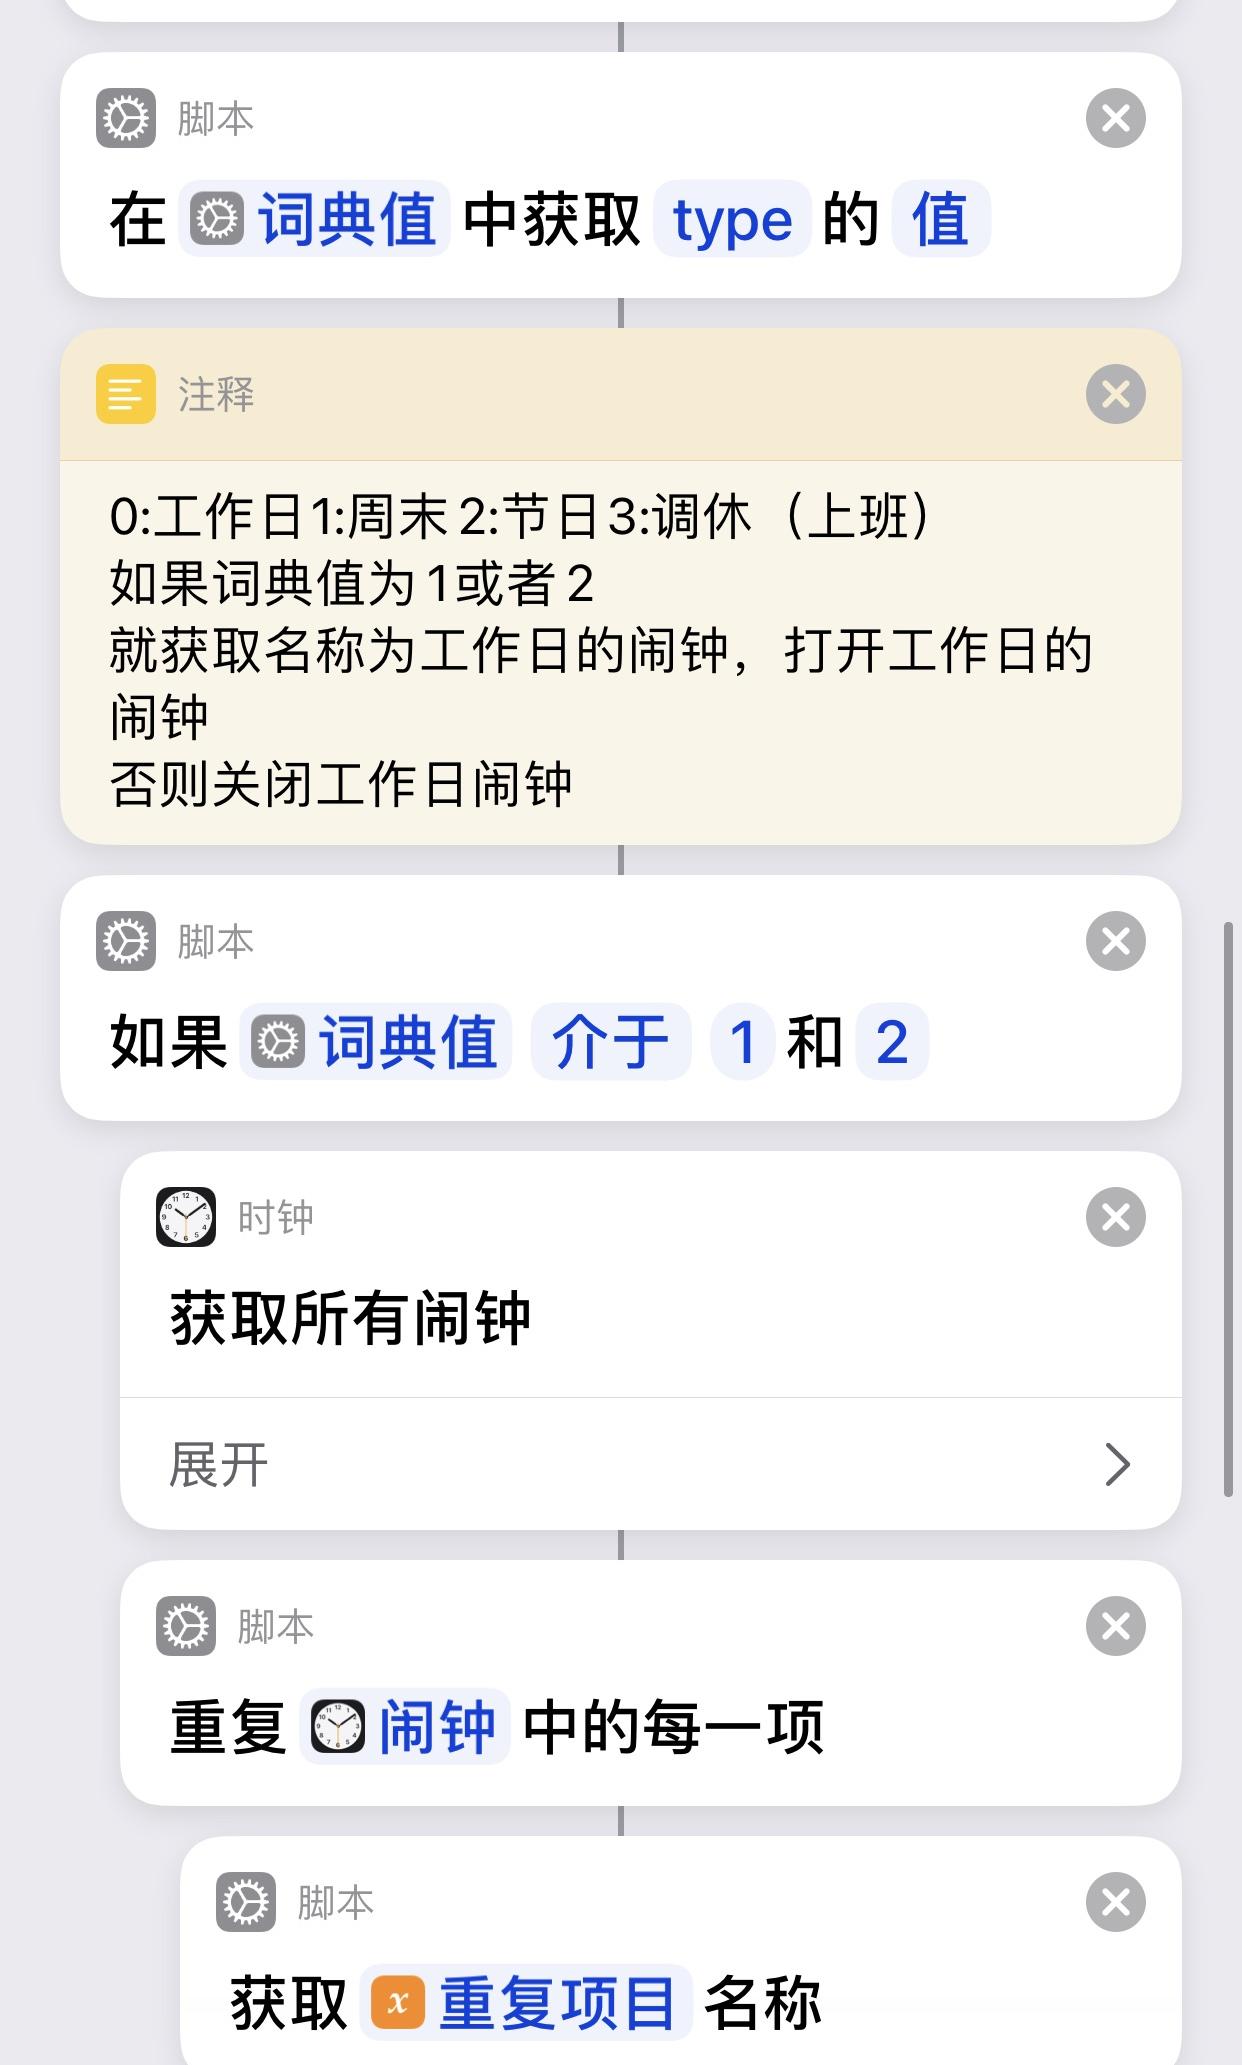 脚本
在 词典值 中获取 type 的 值
注释
0:工作日1:周末 2:节日3:调休（上班）
如果词典值为 1或者 2
就获取名称为工作日的闹钟，打开工作日的
闹钟
否则关闭工作日闹钟
脚本
如果 词典值 介于 1 和 2
时钟
获取所有闹钟
展开
脚本
重复 闹钟 中的每一项
脚本
获取 x 重复项目 名称